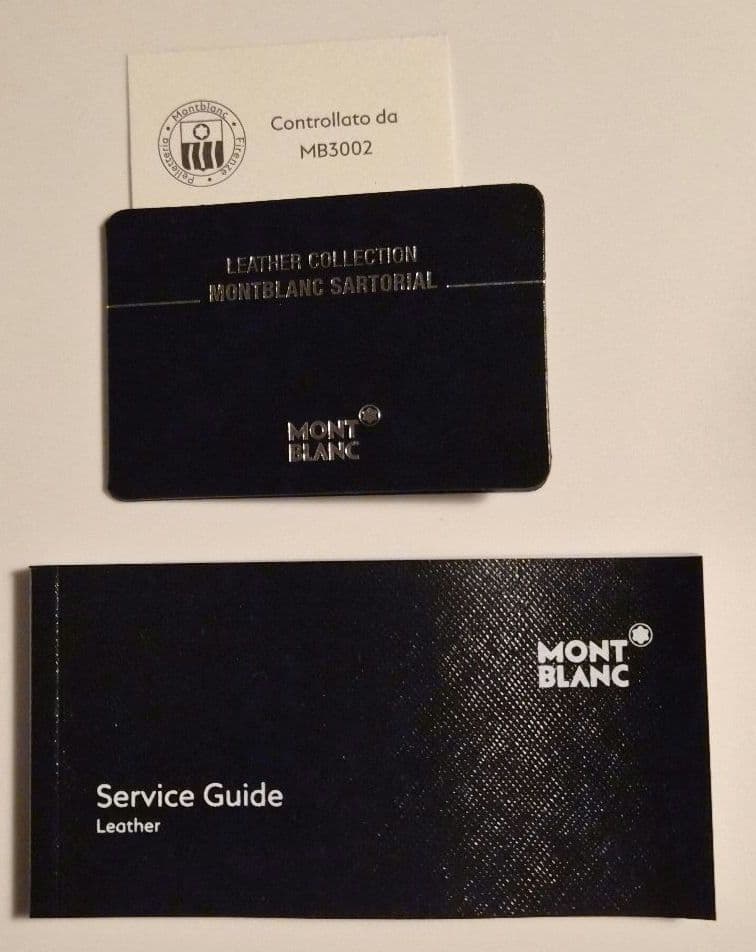 Montblanc • Firenze • Pelletteria •
Controllato da
MB3002
LEATHER COLLECTION
MONTBLANC SARTORIAL
MONT
BLANC
MONT
BLANC
Service Guide
Leather